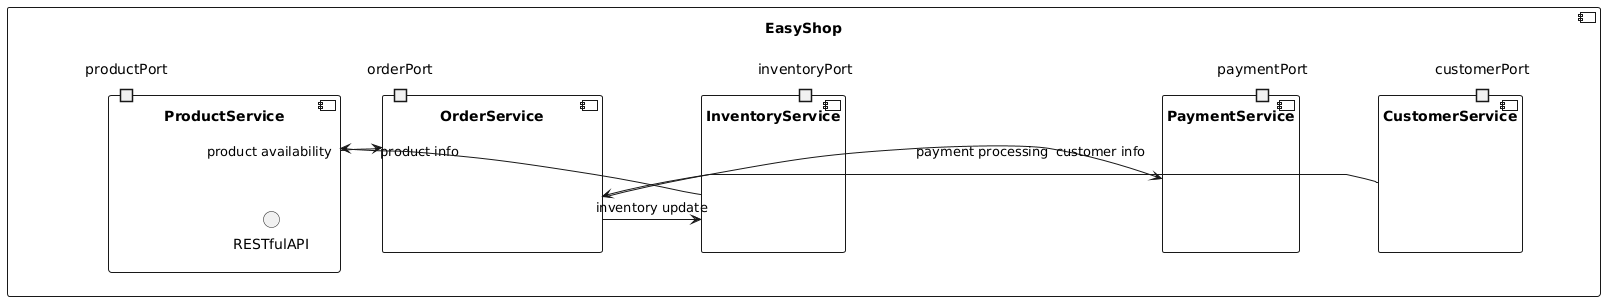 EasyShop
productPort
orderPort
inventoryPort
paymentPort
customerPort
ProductService
OrderService
InventoryService
PaymentService
CustomerService
product availability
product info
payment processing
customer info
inventory update
RESTfulAPI